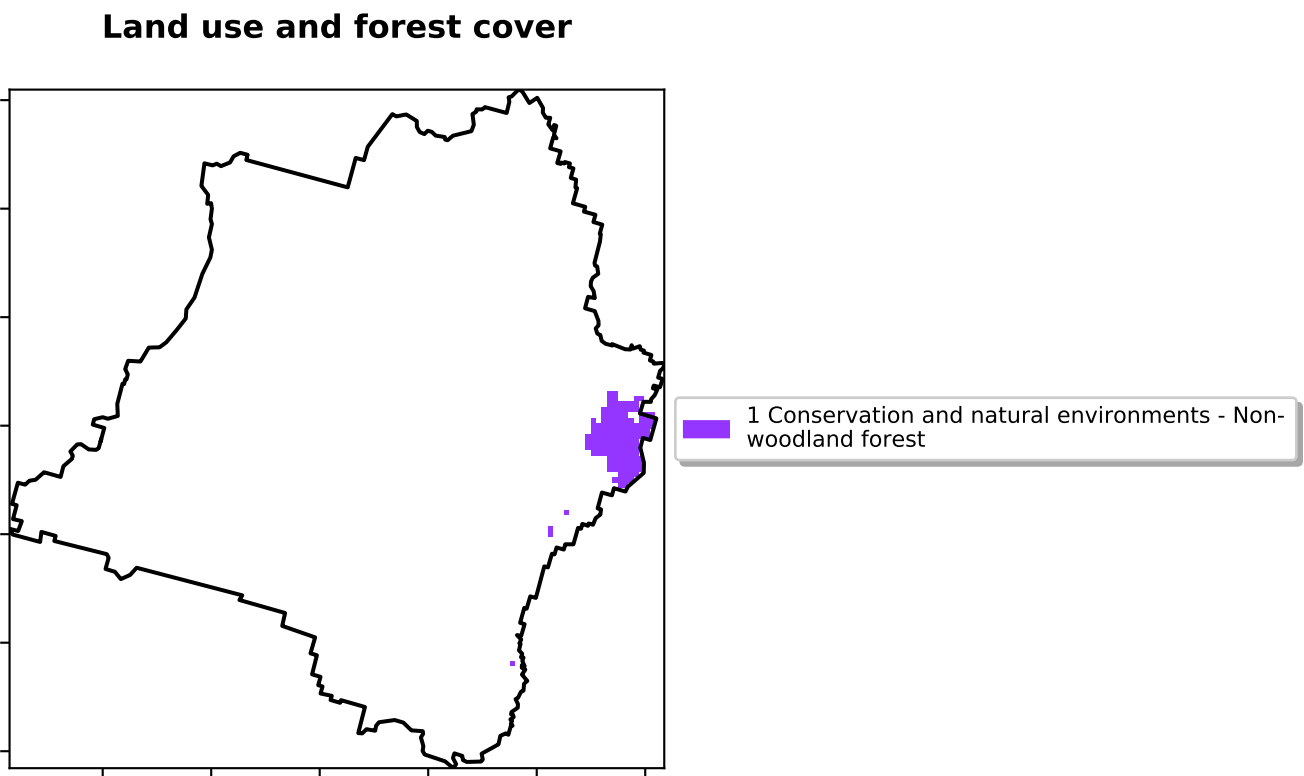 Land use and forest cover
1 Conservation and natural environments - Non-
woodland forest